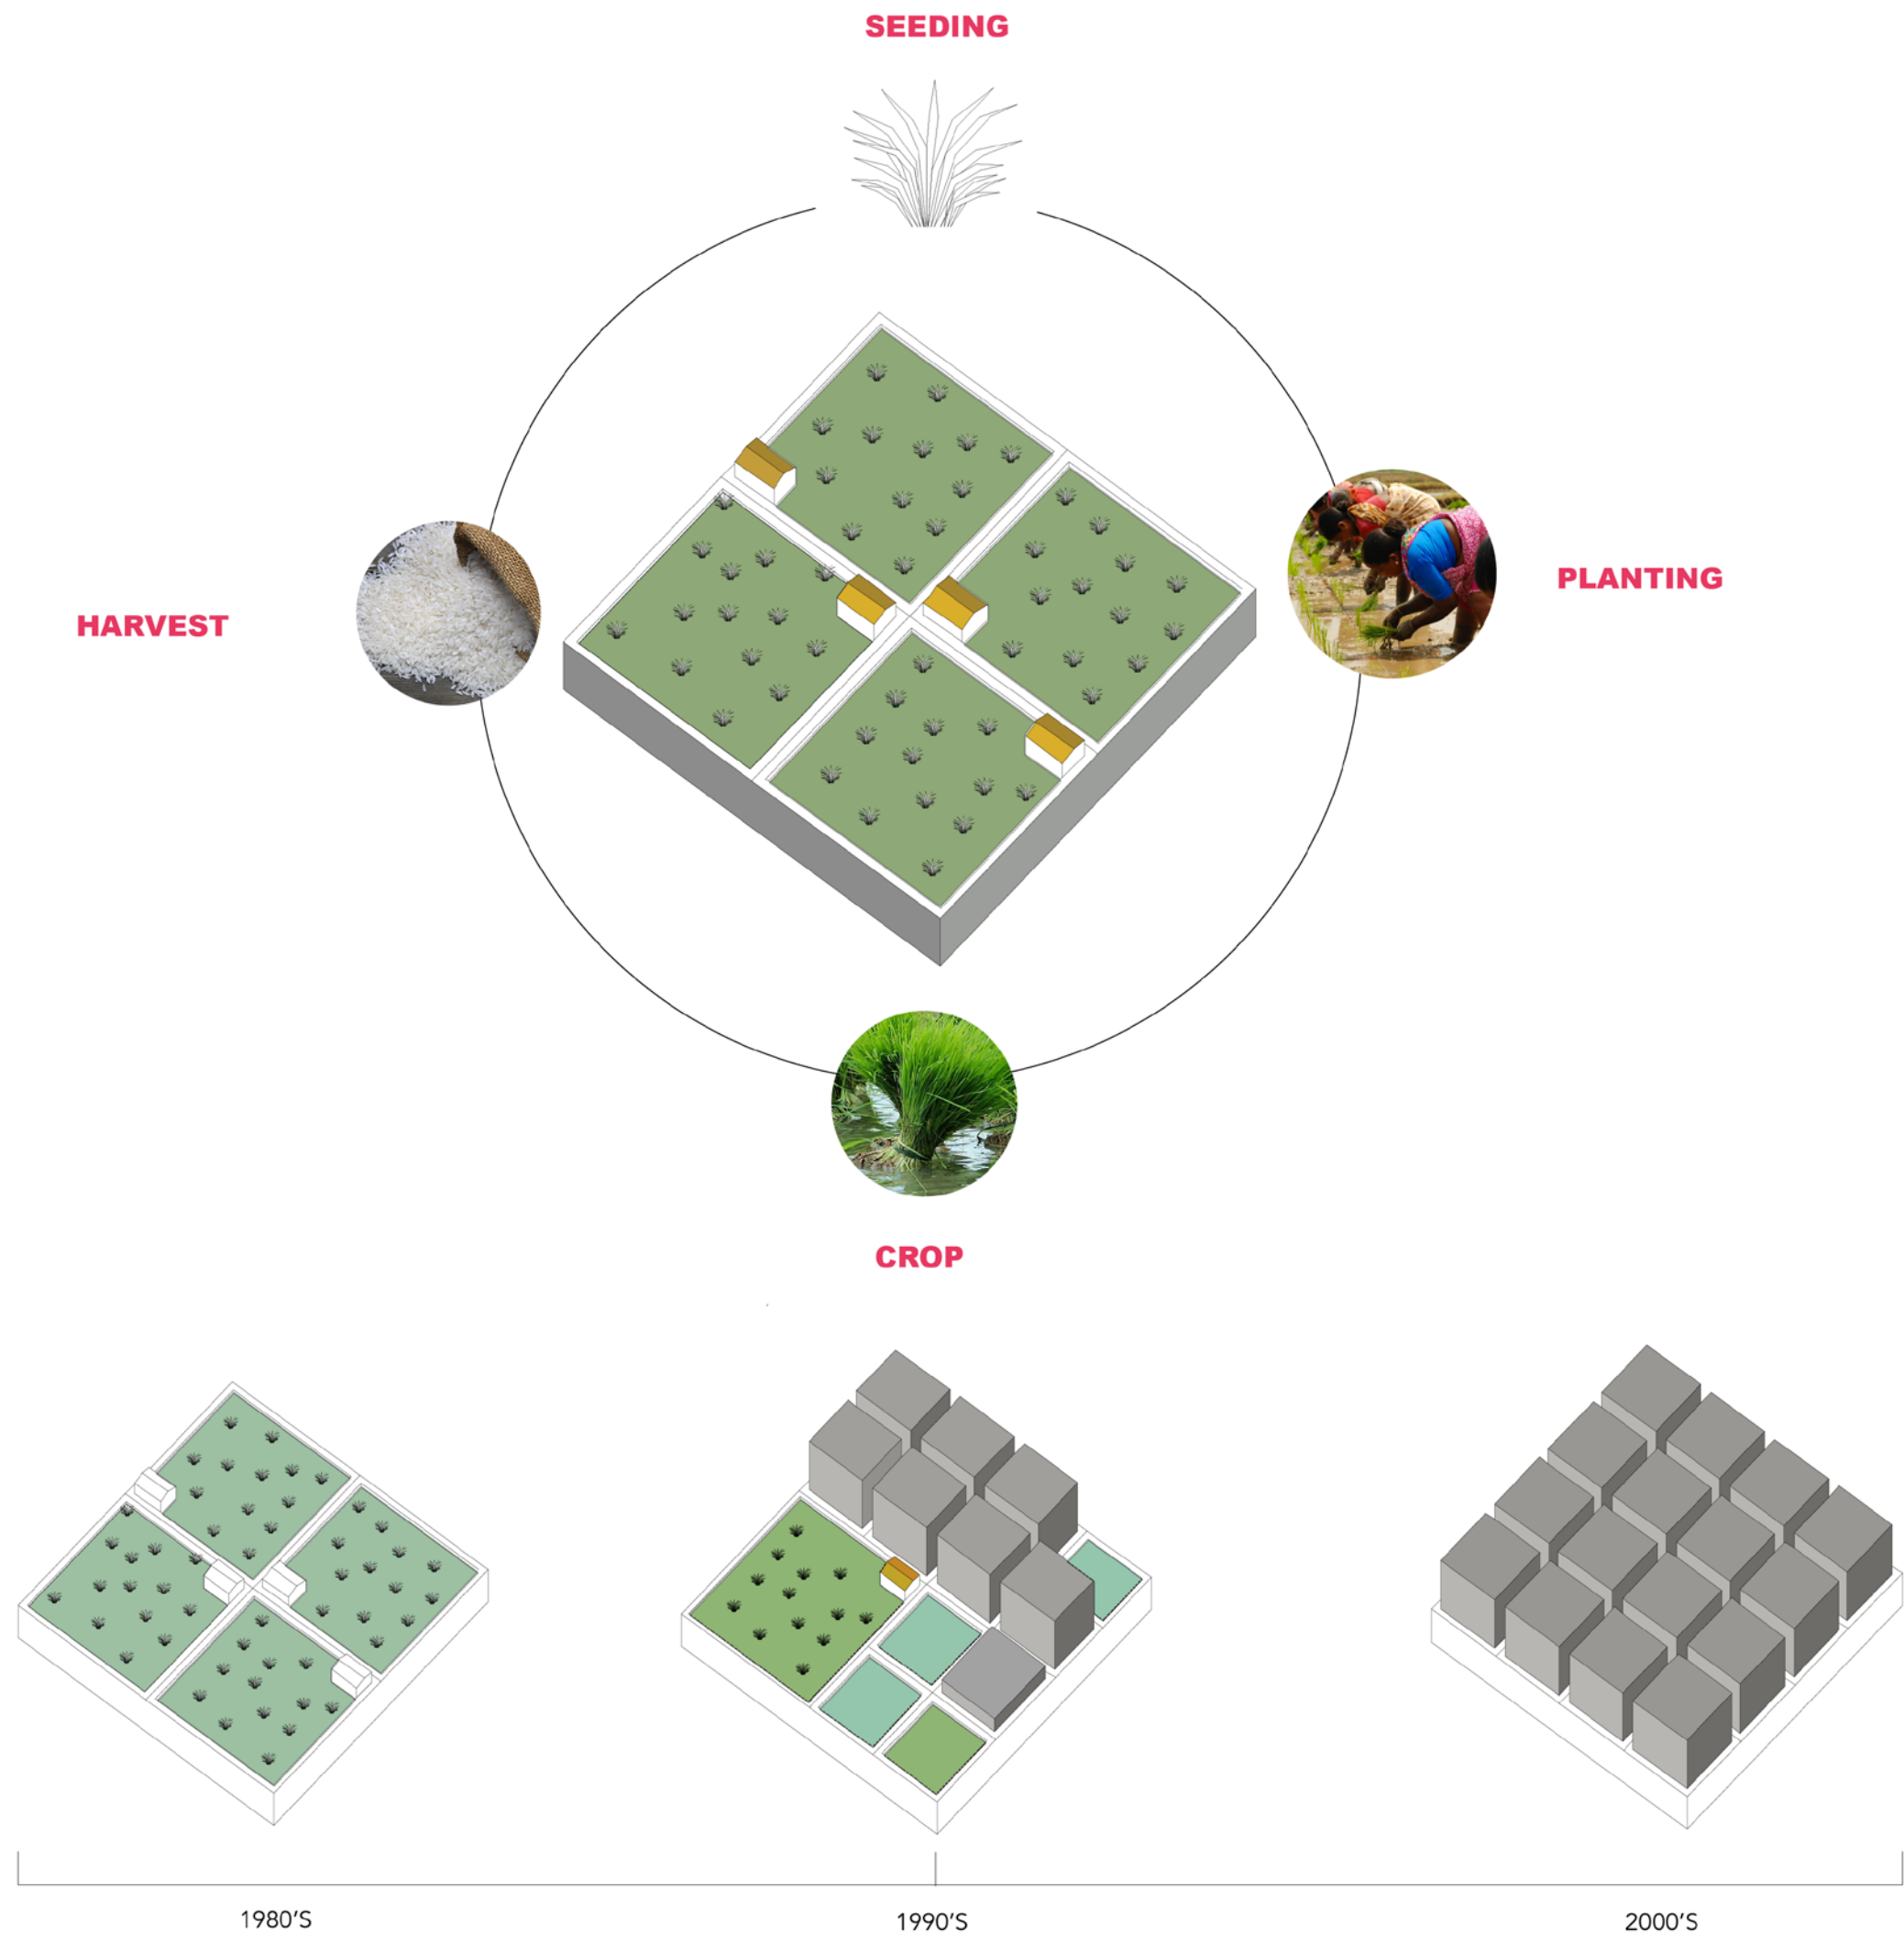 SEEDING
PLANTING
HARVEST
CROP
1980'S
1990'S
2000'S